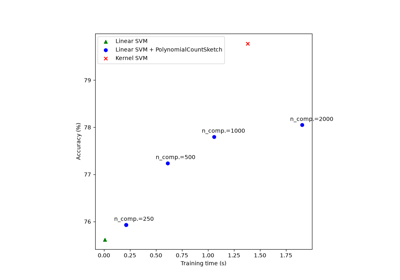 Linear SVM
Linear SVM + PolynomialCountSketch
Kernel SVM
79
n_comp.=2000
78
n_comp.=1000
n_comp.=500
77
n_comp.=250
76
Accuracy (%)
0.00 0.25 0.50 0.75 1.00 1.25 1.50 1.75
Training time (s)